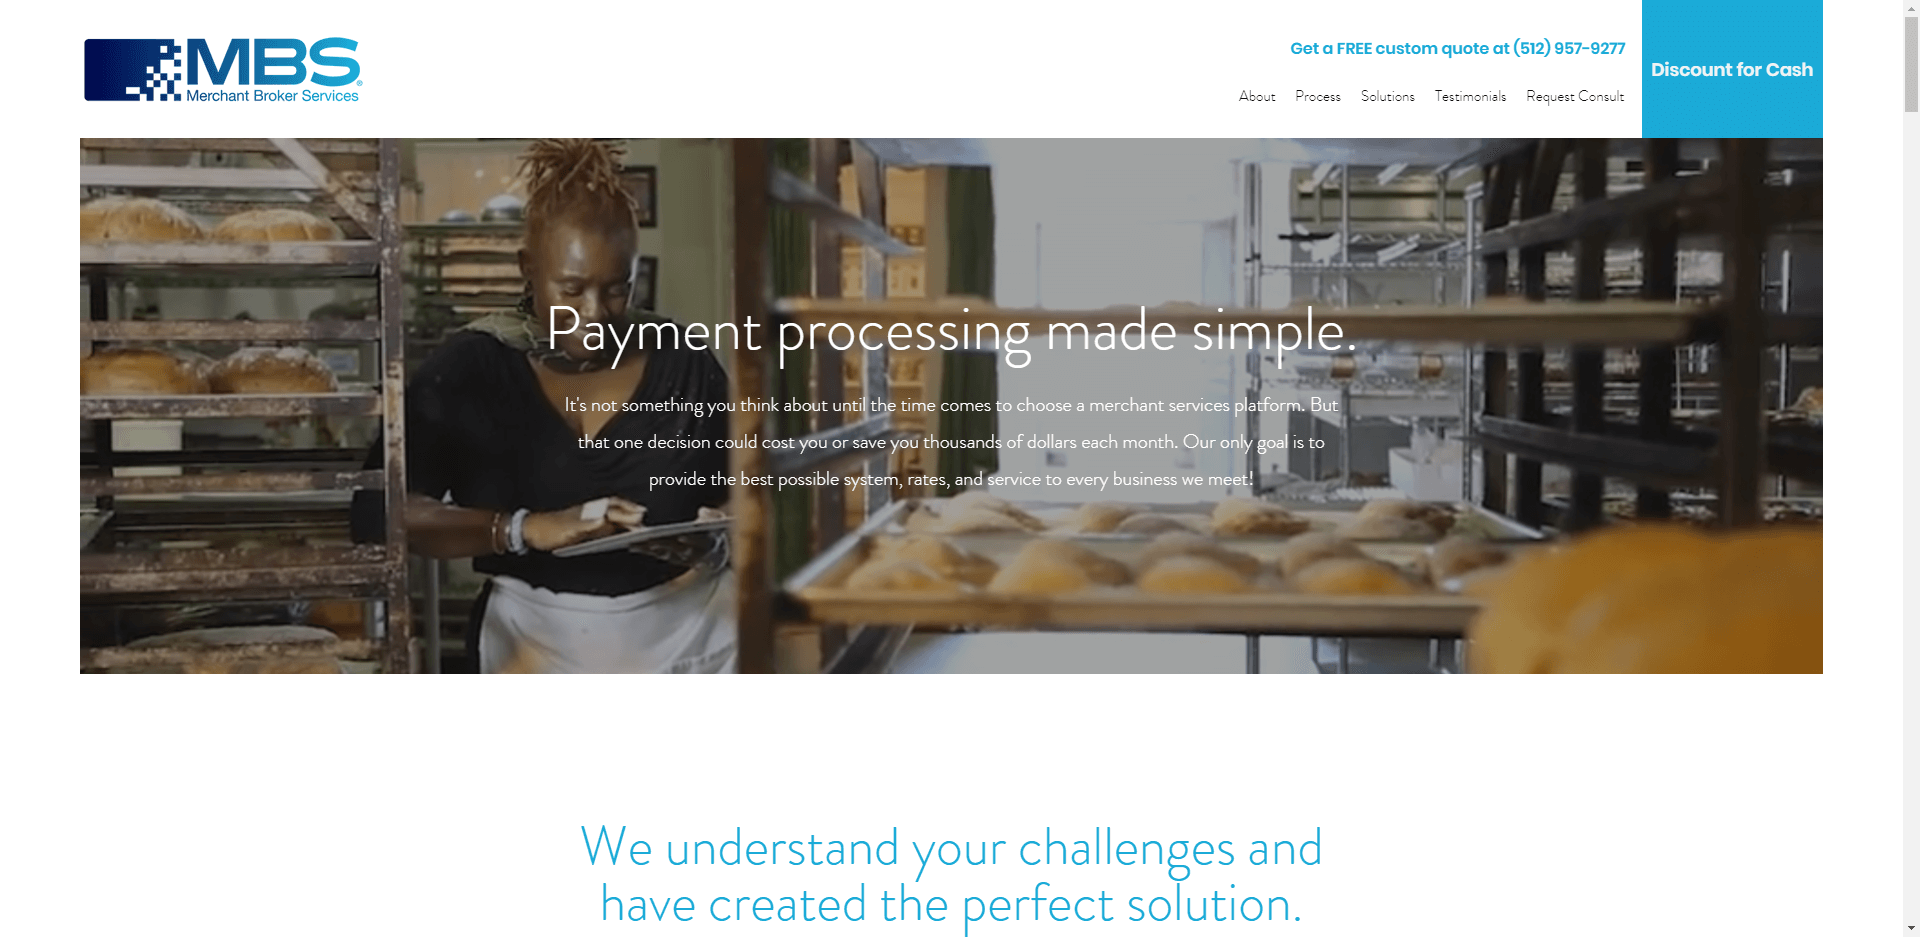 MBS®
Merchant Broker Services
Get a FREE custom quote at (512) 957-9277
Discount for Cash
About Process Solutions Testimonials Request Consult
Payment processing made simple.
It's not something you think about until the time comes to choose a merchant services platform. But
that one decision could cost you or save you thousands of dollars each month. Our only goal is to
provide the best possible system, rates, and service to every business we meet!
We understand your challenges and
have created the perfect solution.